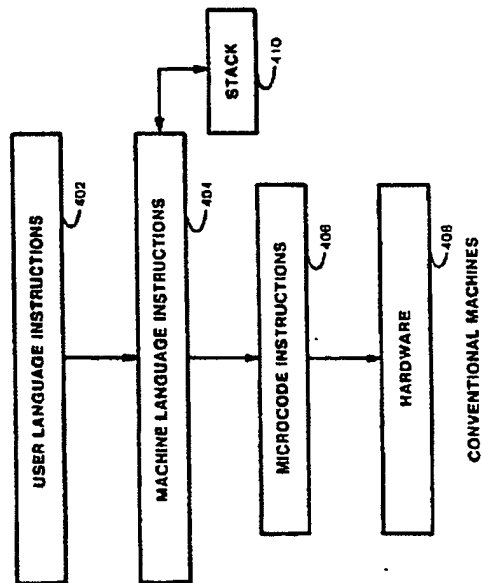 USER LANGUAGE INSTRUCTIONS
402
MACHINE LANGUAGE INSTRUCTIONS
404
STACK
410
MICROCODE INSTRUCTIONS
406
HARDWARE
408
CONVENTIONAL MACHINES